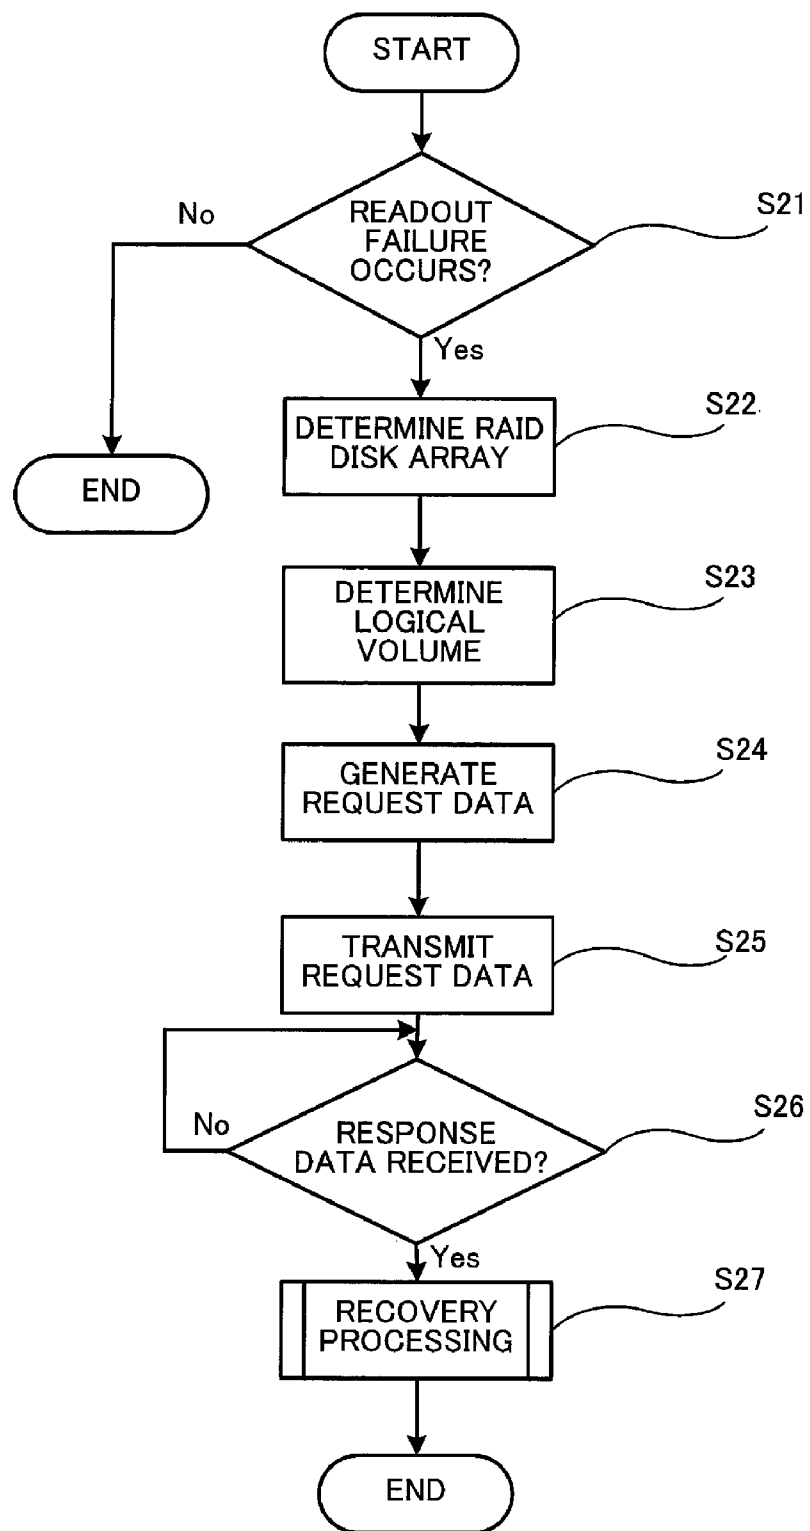 START
READOUT
FAILURE
OCCURS?
S21
No
Yes
DETERMINE RAID
DISK ARRAY
S22
END
DETERMINE
LOGICAL
VOLUME
S23
GENERATE
REQUEST DATA
S24
TRANSMIT
REQUEST DATA
S25
RESPONSE
DATA RECEIVED?
S26
No
Yes
RECOVERY
PROCESSING
S27
END